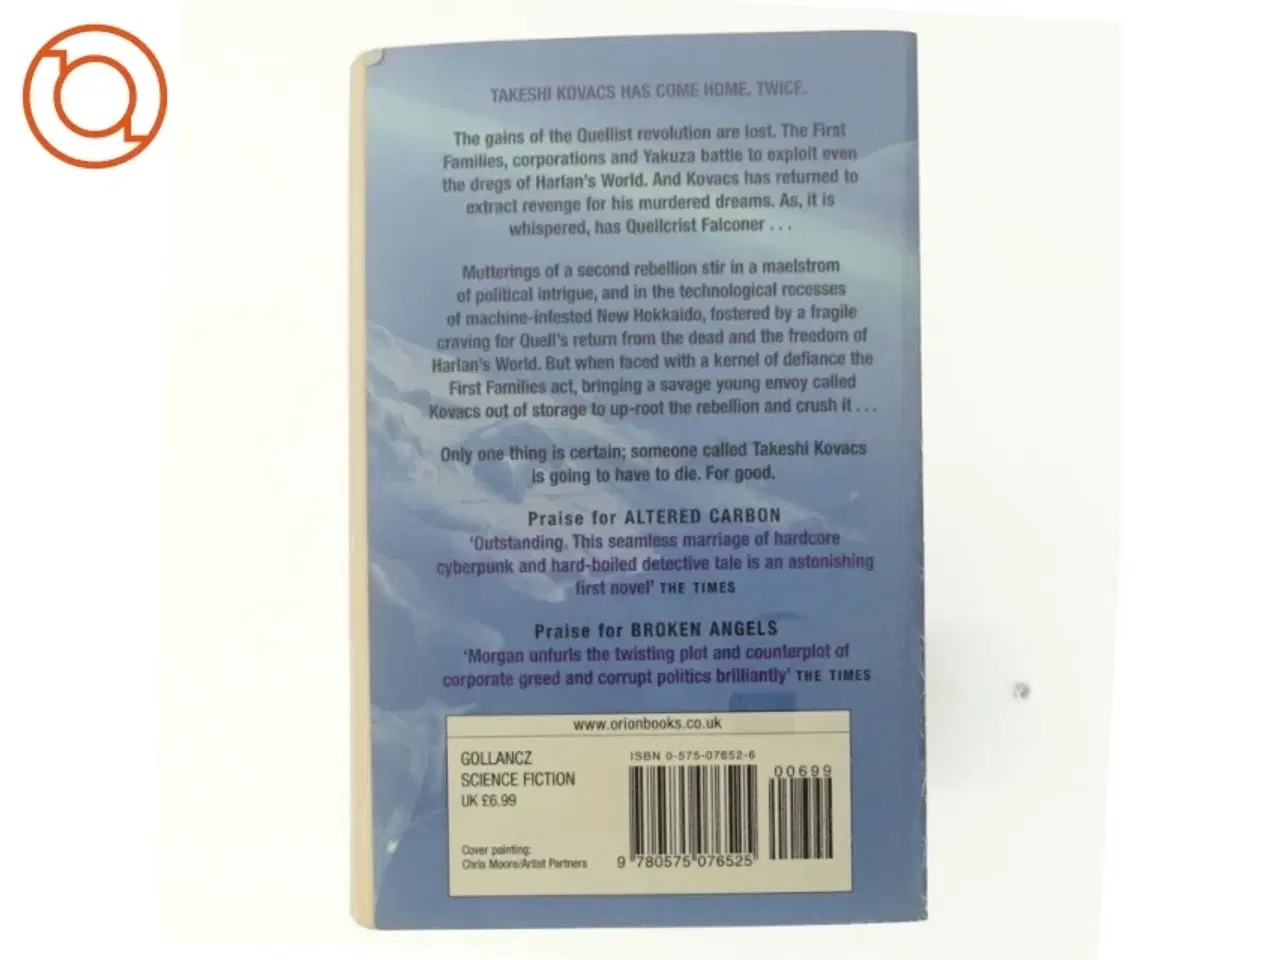 TAKESHI KOVACS HAS COME HOME. TWICE.
The gains of the Quellist revolution are lost. The First
Families, corporations and Yakuza battle to exploit even
the dregs of Harlan's World. And Kovacs has returned to
extract revenge for his murdered dreams. As, it is
whispered, has Quellcrist Falconer . . .
Mutterings of a second rebellion stir in a maelstrom
of political intrigue, and in the technological recesses
of machine-infested New Hokkaido, fostered by a fragile
craving for Quell's return from the dead and the freedom of
Harlan's World. But when faced with a kernel of defiance the
First Families act, bringing a savage young envoy called
Kovacs out of storage to up-root the rebellion and crush it . . .
Only one thing is certain; someone called Takeshi Kovacs
is going to have to die. For good.
Praise for ALTERED CARBON
'Outstanding. This seamless marriage of hardcore
cyberpunk and hard-boiled detective tale is an astonishing
first novel' THE TIMES
Praise for BROKEN ANGELS
'Morgan unfurls the twisting plot and counterplot of
corporate greed and corrupt politics brilliantly' THE TIMES
www.orionbooks.co.uk
GOLLANCZ
SCIENCE FICTION
UK £6.99
Cover painting:
Chris Moore/Artist Partners
ISBN 0-575-07652-6
00699
9 780575 076525